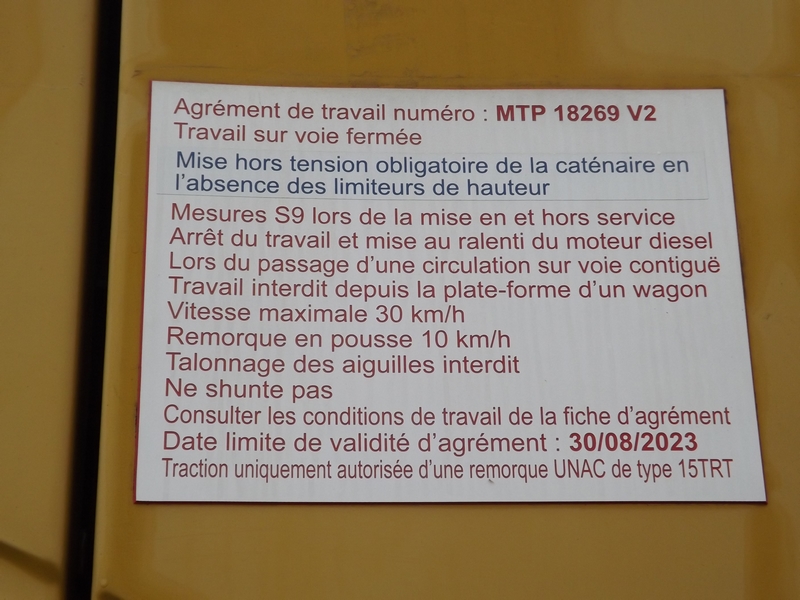 Agrément de travail numéro : MTP 18269 V2
Travail sur voie fermée
Mise hors tension obligatoire de la caténaire en
l'absence des limiteurs de hauteur
Mesures S9 lors de la mise en et hors service
Arrêt du travail et mise au ralenti du moteur diesel
Lors du passage d'une circulation sur voie contiguë
Travail interdit depuis la plate-forme d'un wagon
Vitesse maximale 30 km/h
Remorque en pousse 10 km/h
Talonnage des aiguilles interdit
Ne shunte pas
Consulter les conditions de travail de la fiche d'agrément
Date limite de validité d'agrément : 30/08/2023
Traction uniquement autorisée d'une remorque UNAC de type 15TRT